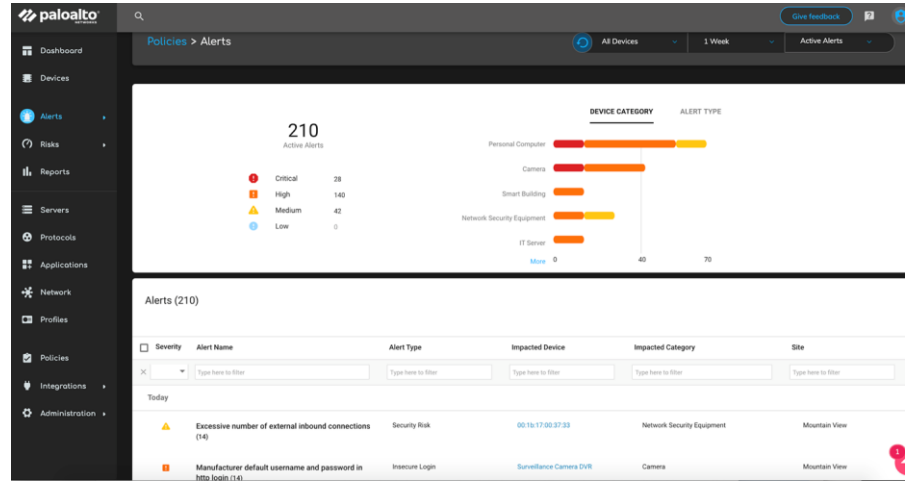 paloalto
NETWORKS
Give feedback
Dashboard
Devices
Alerts
Risks
Reports
Servers
Protocols
Applications
Network
Profiles
Policies
Integrations
Administration
Policies > Alerts
All Devices
1 Week
Active Alerts
210
Active Alerts
Critical 28
High 140
Medium 42
Low 0
DEVICE CATEGORY ALERT TYPE
Personal Computer
Camera
Smart Building
Network Security Equipment
IT Server
More 0 40 70
Alerts (210)
Severity Alert Name Alert Type Impacted Device Impacted Category Site
Type here to filter Type here to filter Type here to filter Type here to filter Type here to filter
Today
Excessive number of external inbound connections Security Risk 00:1b:17:00:37:33 Network Security Equipment Mountain View
(14)
Manufacturer default username and password in Insecure Login Surveillance Camera DVR Camera Mountain View
http login (14)
1